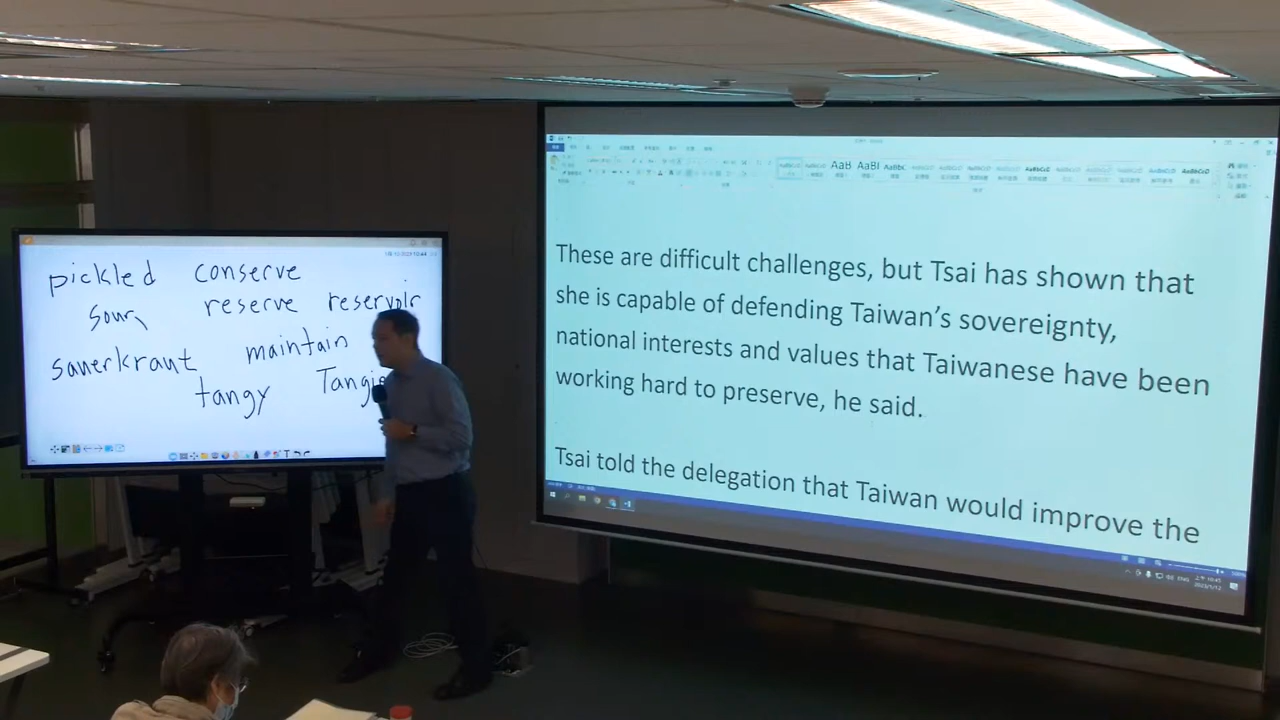 pickled conserve
sour reserve reservoir
sauerkraut maintain
tangy
These are difficult challenges, but Tsai has shown that
she is capable of defending Taiwan's sovereignty,
national interests and values that Taiwanese have been
working hard to preserve, he said.
Tsai told the delegation that Taiwan would improve the